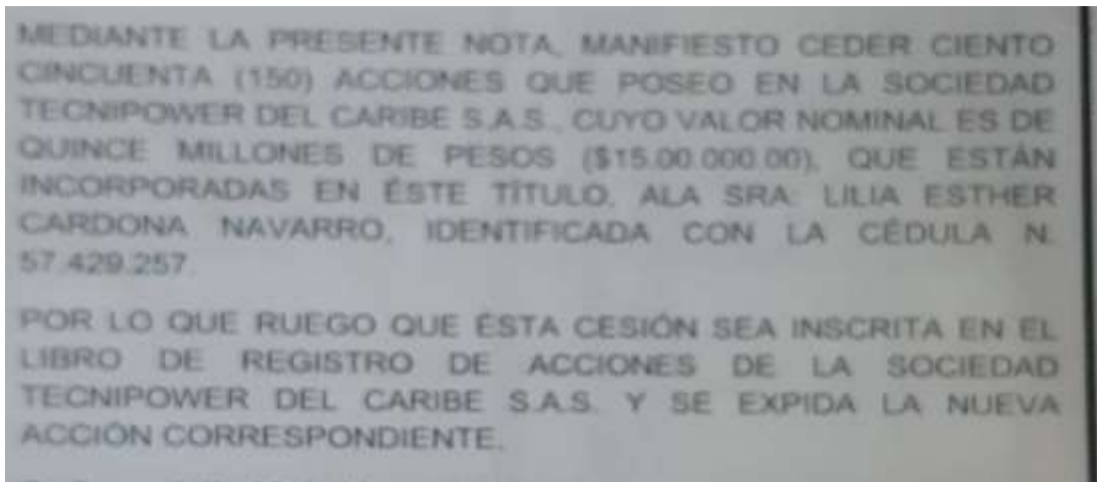 MEDIANTE LA PRESENTE NOTA, MANIFIESTO CEDER CIENTO
CINCUENTA (150) ACCIONES QUE POSEO EN LA SOCIEDAD
TECNIPOWER DEL CARIBE S.A.S., CUYO VALOR NOMINAL ES DE
QUINCE MILLONES DE PESOS ($15.00.000.00), QUE ESTÁN
INCORPORADAS EN ÉSTE TÍTULO, ALA SRA: LILIA ESTHER
CARDONA NAVARRO, IDENTIFICADA CON LA CÉDULA N.
57.429.257.
POR LO QUE RUEGO QUE ÉSTA CESIÓN SEA INSCRITA EN EL
LIBRO DE REGISTRO DE ACCIONES DE LA SOCIEDAD
TECNIPOWER DEL CARIBE S.A.S. Y SE EXPIDA LA NUEVA
ACCIÓN CORRESPONDIENTE.